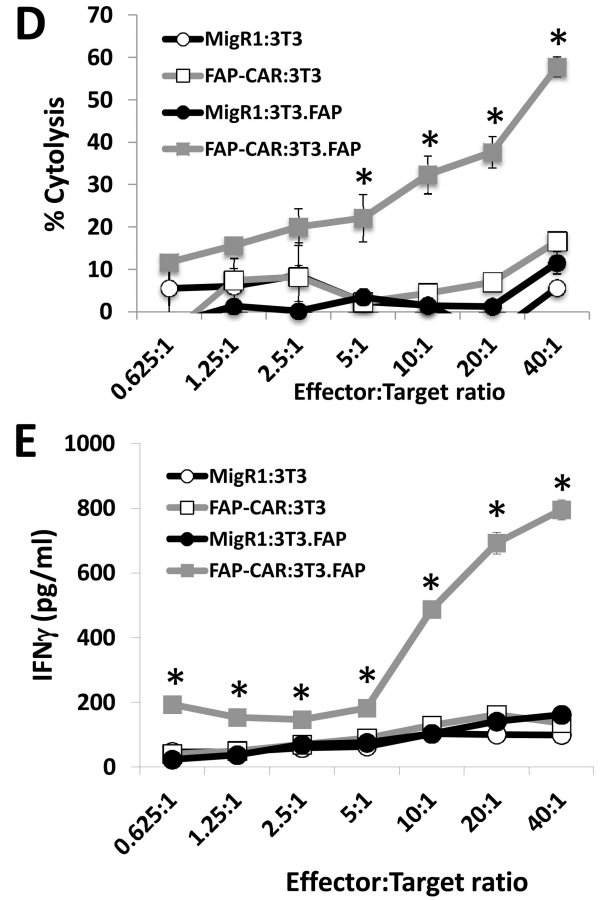 D
70
60
50
40
30
20
10
0
% Cytolysis
MigR1:3T3
FAP-CAR:3T3
MigR1:3T3.FAP
FAP-CAR:3T3.FAP
* * * *
0.625:1 1.25:1 2.5:1 5:1 10:1 20:1 40:1
Effector:Target ratio
E
1000
800
600
400
200
0
IFNγ (pg/ml)
MigR1:3T3
FAP-CAR:3T3
MigR1:3T3.FAP
FAP-CAR:3T3.FAP
* * * * * * *
0.625:1 1.25:1 2.5:1 5:1 10:1 20:1 40:1
Effector:Target ratio